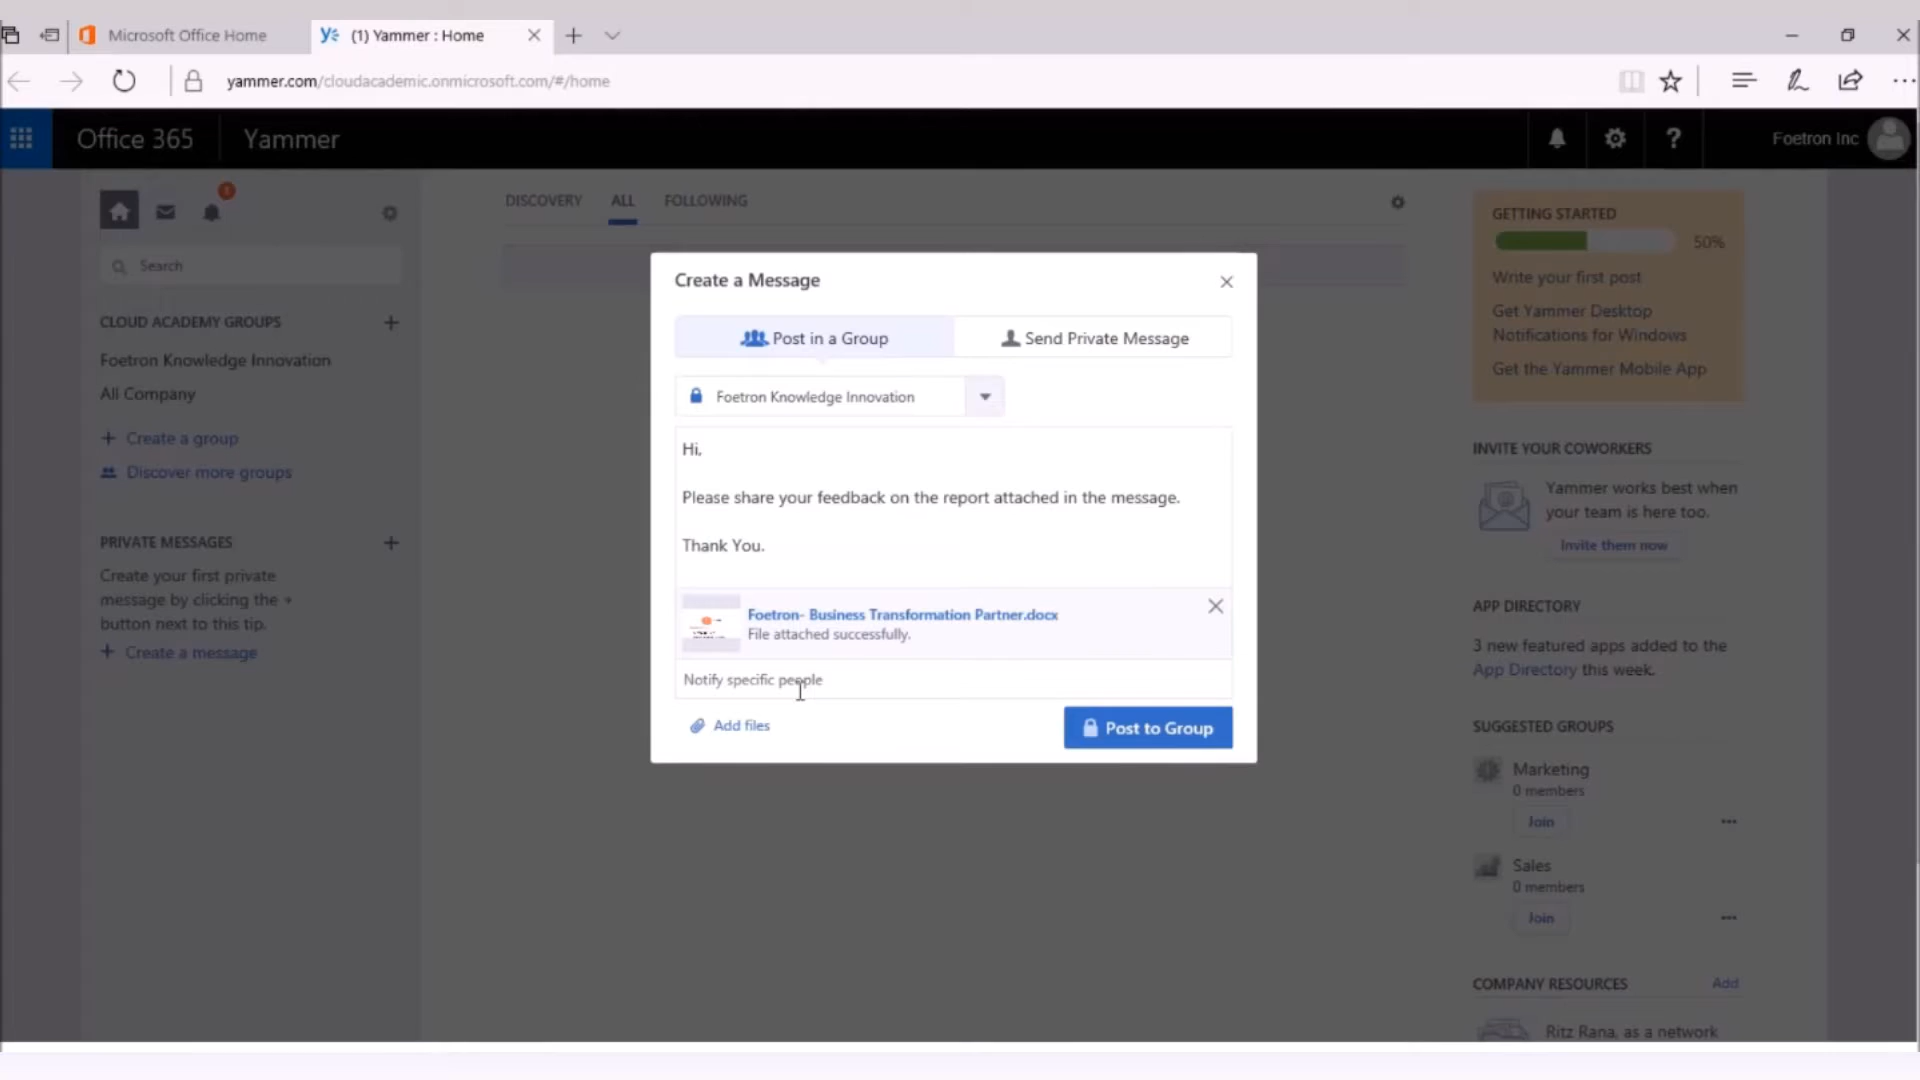 Microsoft Office Home
(1) Yammer : Home
yammer.com/cloudacademic.onmicrosoft.com/#/home
Office 365
Yammer
?
Foetron Inc
1
Search
CLOUD ACADEMY GROUPS
Foetron Knowledge Innovation
All Company
+ Create a group
Discover more groups
PRIVATE MESSAGES
Create your first private
message by clicking the +
button next to this tip.
+ Create a message
DISCOVERY
ALL
FOLLOWING
Create a Message
Post in a Group
Send Private Message
Foetron Knowledge Innovation
Hi,
Please share your feedback on the report attached in the message.
Thank You.
Foetron- Business Transformation Partner.docx
File attached successfully.
Notify specific people
Add files
Post to Group
GETTING STARTED
50%
Write your first post
Get Yammer Desktop
Notifications for Windows
Get the Yammer Mobile App
INVITE YOUR COWORKERS
Yammer works best when
your team is here too.
Invite them now
APP DIRECTORY
3 new featured apps added to the
App Directory this week.
SUGGESTED GROUPS
Marketing
0 members
Join
Sales
0 members
Join
COMPANY RESOURCES
Add
Ritz Rana, as a network